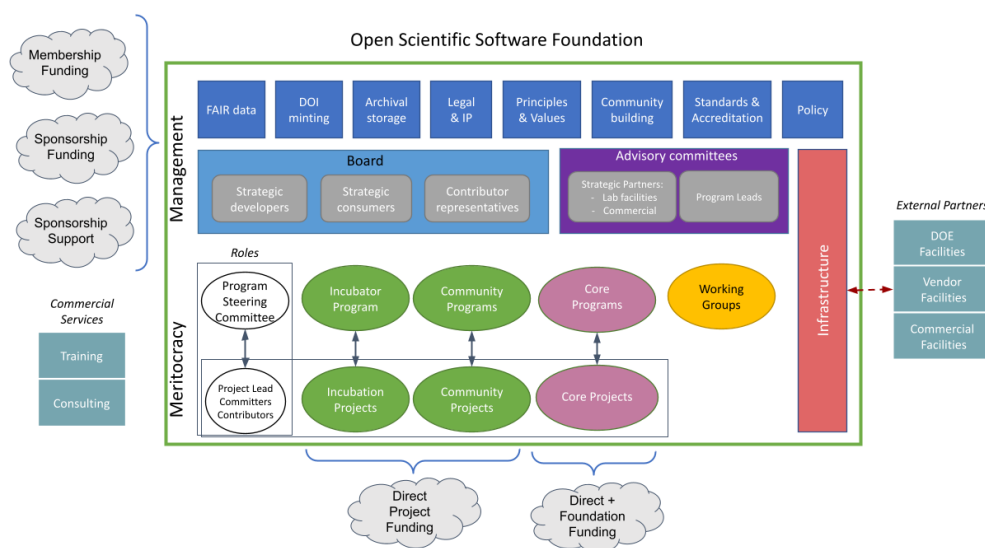 Open Scientific Software Foundation
Membership
Funding
Sponsorship
Funding
Sponsorship
Support
Commercial
Services
Training
Consulting
Management
FAIR data
DOI
minting
Archival
storage
Legal
& IP
Principles
& Values
Community
building
Standards &
Accreditation
Policy
Board
Strategic
developers
Strategic
consumers
Contributor
representatives
Advisory committees
Strategic Partners:
- Lab facilities
- Commercial
Program Leads
Meritocracy
Roles
Program
Steering
Committee
Incubator
Program
Community
Programs
Core
Programs
Working
Groups
Project Lead
Committers
Contributors
Incubation
Projects
Community
Projects
Core Projects
Infrastructure
External Partners
DOE
Facilities
Vendor
Facilities
Commercial
Facilities
Direct
Project
Funding
Direct +
Foundation
Funding